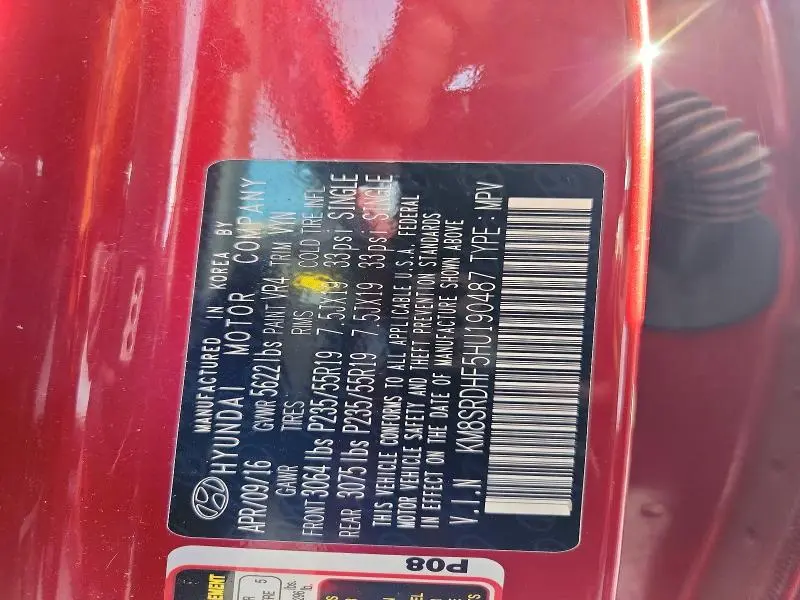 MANUFACTURED IN KOREA BY
HYUNDAI MOTOR COMPANY
APR/09/16 GVWR 5622 lbs PAINT VR4 TRIM VYN
GAWR TIRES RIMS COLD TIRE INFL
FRONT 3064 lbs P235/55R19 7.5JX19 33psi SINGLE
REAR 3075 lbs P235/55R19 7.5JX19 33psi SINGLE
THIS VEHICLE CONFORMS TO ALL APPLICABLE U.S.A. FEDERAL
MOTOR VEHICLE SAFETY AND THEFT PREVENTION STANDARDS
IN EFFECT ON THE DATE OF MANUFACTURE SHOWN ABOVE
V.I.N KM8SRDHF5HU190487 TYPE : MPV
P08
5